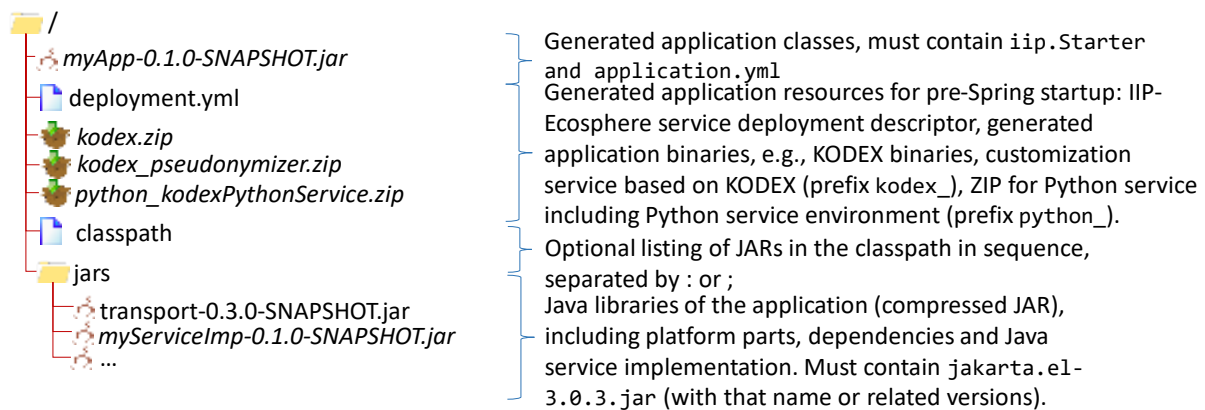 /
myApp-0.1.0-SNAPSHOT.jar
deployment.yml
kodex.zip
kodex_pseudonymizer.zip
python_kodexPythonService.zip
classpath
jars
transport-0.3.0-SNAPSHOT.jar
myServiceImp-0.1.0-SNAPSHOT.jar
...
Generated application classes, must contain iip.Starter
and application.yml
Generated application resources for pre-Spring startup: IIP-
Ecosphere service deployment descriptor, generated
application binaries, e.g., KODEX binaries, customization
service based on KODEX (prefix kodex_), ZIP for Python service
including Python service environment (prefix python_).
Optional listing of JARs in the classpath in sequence,
separated by : or ;
Java libraries of the application (compressed JAR),
including platform parts, dependencies and Java
service implementation. Must contain jakarta.el-
3.0.3.jar (with that name or related versions).